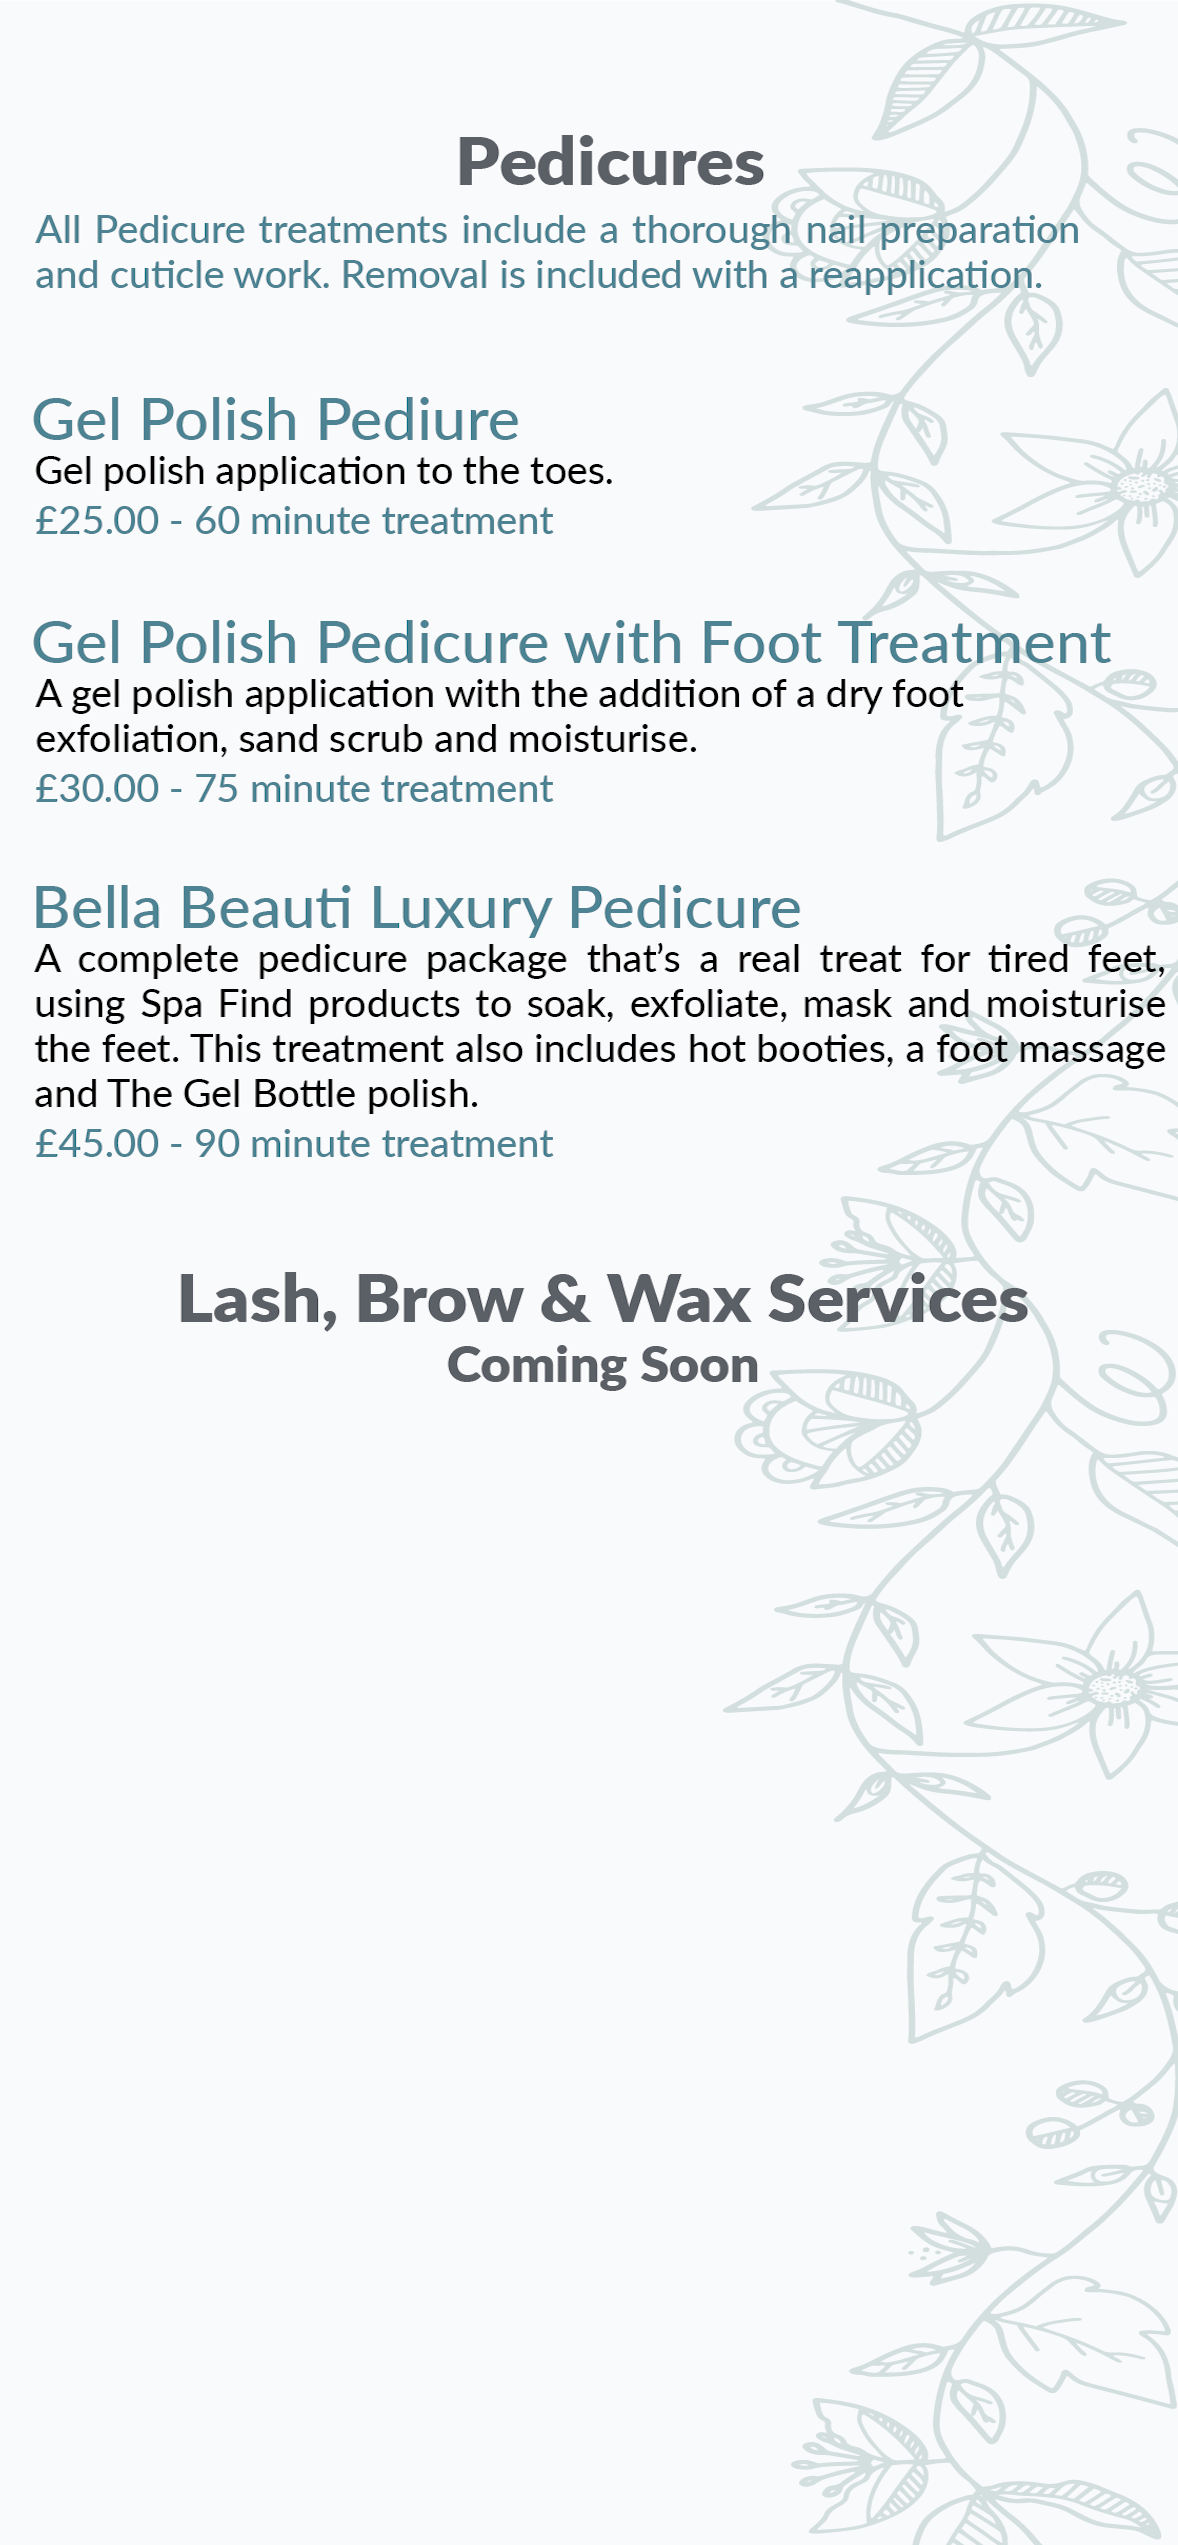 Pedicures
All Pedicure treatments include a thorough nail preparation
and cuticle work. Removal is included with a reapplication.
Gel Polish Pediure
Gel polish application to the toes.
£25.00 - 60 minute treatment
Gel Polish Pedicure with Foot Treatment
A gel polish application with the addition of a dry foot
exfoliation, sand scrub and moisturise.
£30.00 - 75 minute treatment
Bella Beauti Luxury Pedicure
A complete pedicure package that’s a real treat for tired feet,
using Spa Find products to soak, exfoliate, mask and moisturise
the feet. This treatment also includes hot booties, a foot massage
and The Gel Bottle polish.
£45.00 - 90 minute treatment
Lash, Brow & Wax Services
Coming Soon